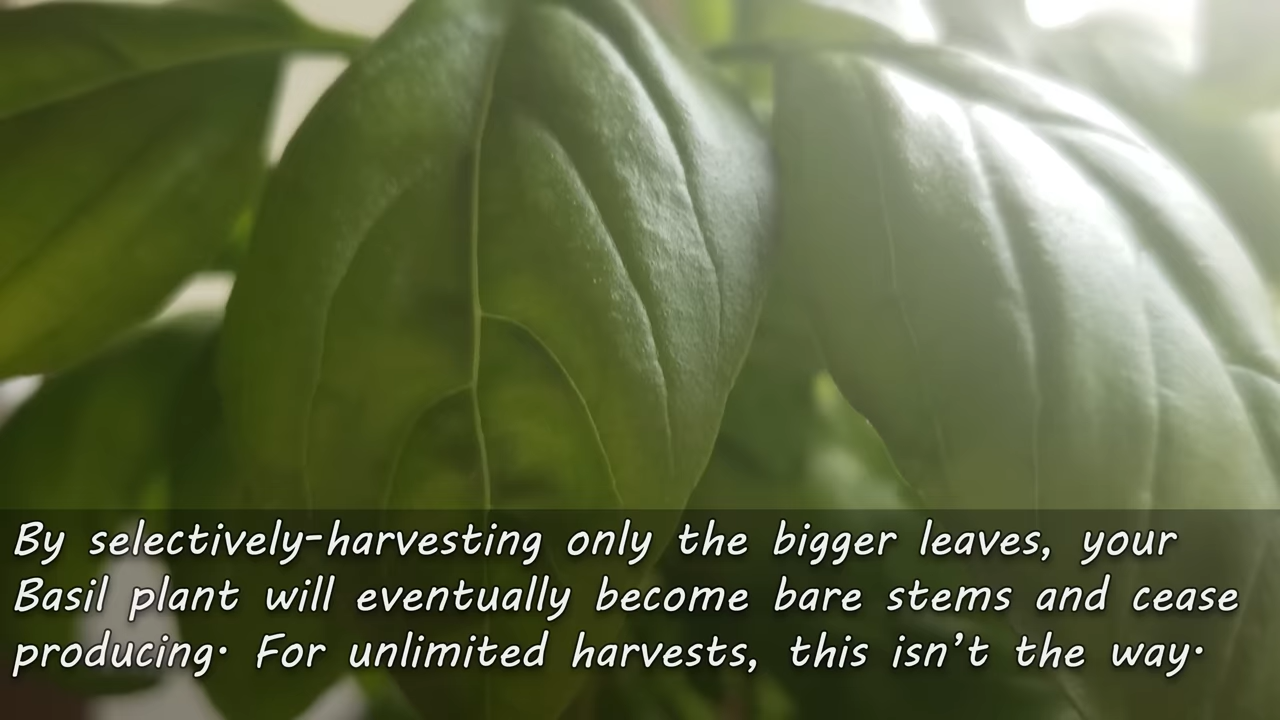 By selectively-harvesting only the bigger leaves, your
Basil plant will eventually become bare stems and cease
producing. For unlimited harvests, this isn’t the way.